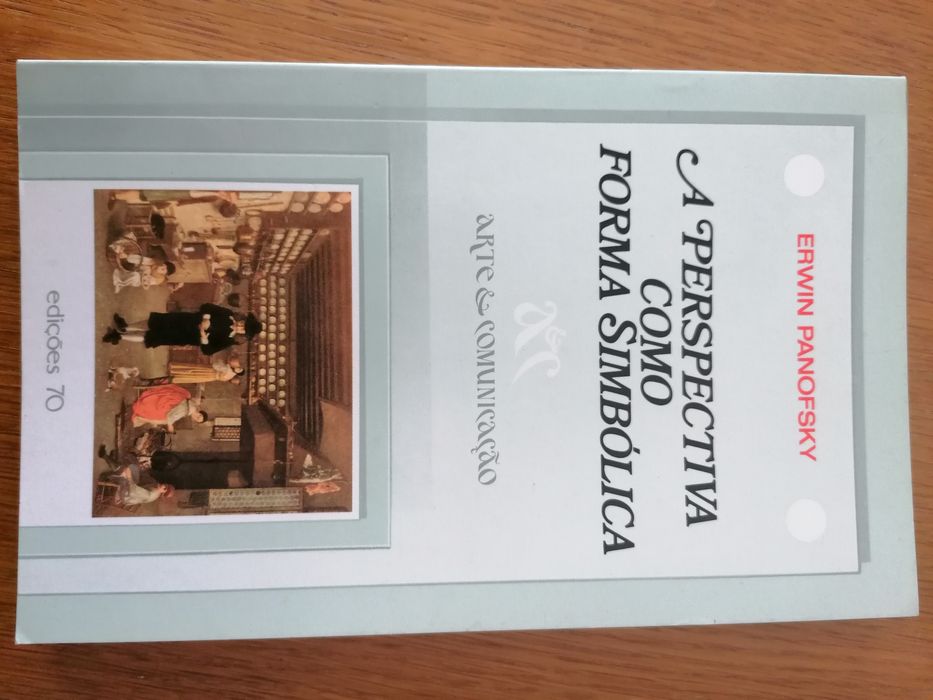 ERWIN PANOFSKY
A PERSPECTIVA
COMO
FORMA SIMBÓLICA
a&c
ARTE & COMUNICAÇÃO
edições 70